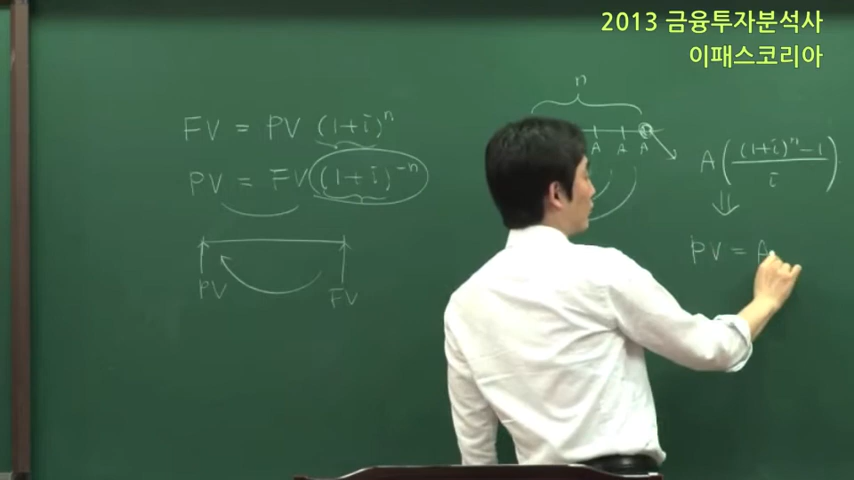 2013 금융투자분석사
이패스코리아
FV = PV (1+i)^n
PV = FV (1+i)^-n
PV
FV
n
A A A
A ( (1+i)^n - 1 / i )
PV = A